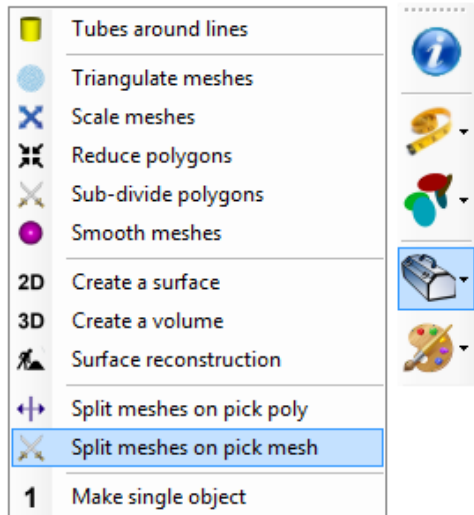 Tubes around lines
Triangulate meshes
Scale meshes
Reduce polygons
Sub-divide polygons
Smooth meshes
2D Create a surface
3D Create a volume
Surface reconstruction
Split meshes on pick poly
Split meshes on pick mesh
1 Make single object